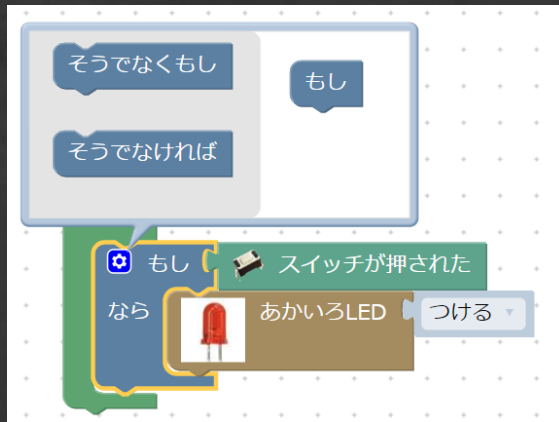 そうでなくもし
もし
そうでなければ
もし
スイッチが押された
なら
あかいろLED
つける